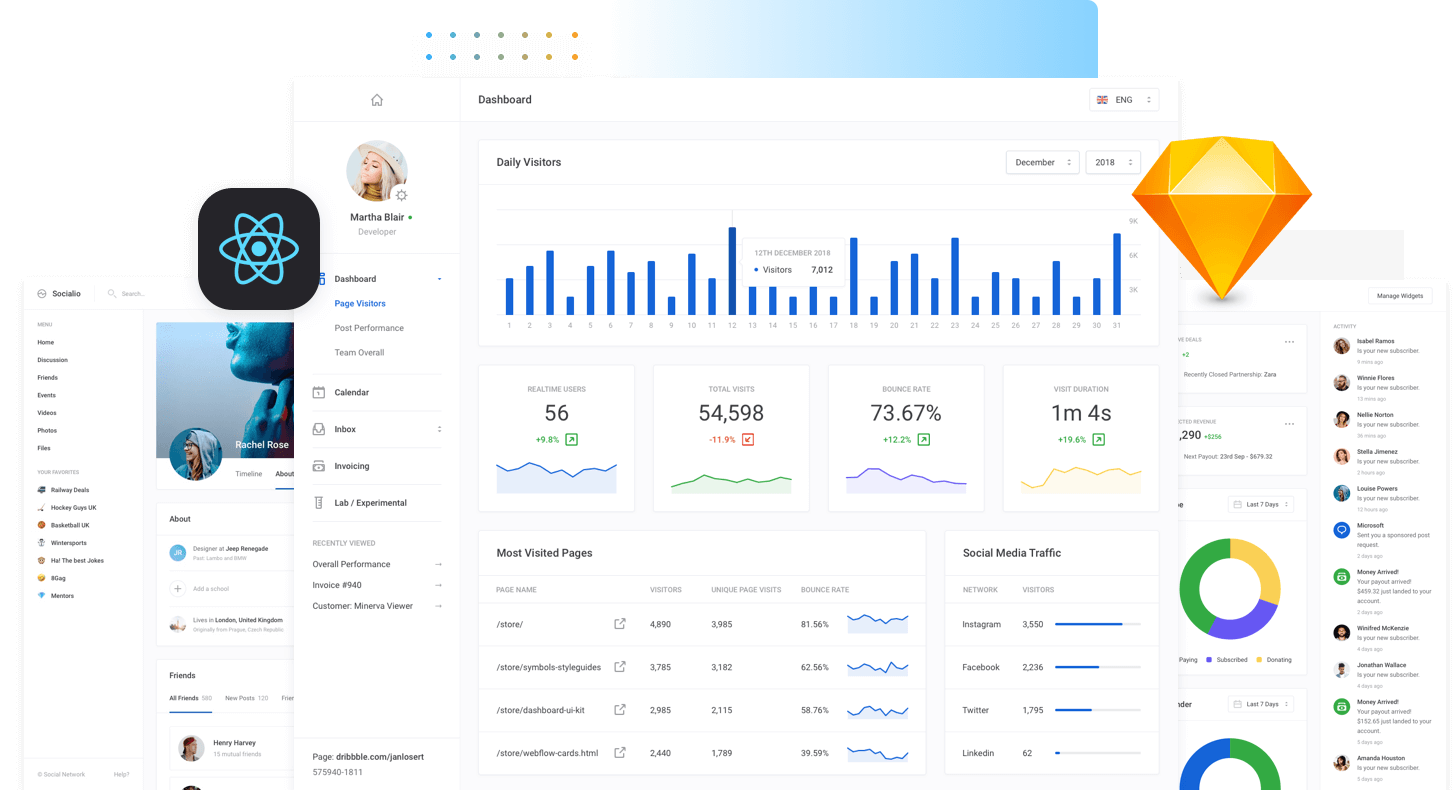 Dashboard
ENG
Martha Blair
Developer
Dashboard
Page Visitors
Post Performance
Team Overall
Calendar
Inbox
Invoicing
Lab / Experimental
RECENTLY VIEWED
Overall Performance
Invoice #940
Customer: Minerva Viewer
Page: dribbble.com/janlosert
575940-1811
Daily Visitors
December
2018
9K
6K
3K
12TH DECEMBER 2018
Visitors 7,012
1 2 3 4 5 6 7 8 9 10 11 12 13 14 15 16 17 18 19 20 21 22 23 24 25 26 27 28 29 30 31
REALTIME USERS
56
+9.8%
TOTAL VISITS
54,598
-11.9%
BOUNCE RATE
73.67%
+12.2%
VISIT DURATION
1m 4s
+19.6%
Most Visited Pages
PAGE NAME VISITORS UNIQUE PAGE VISITS BOUNCE RATE
/store/ 4,890 3,985 81.56%
/store/symbols-styleguides 3,785 3,182 62.56%
/store/dashboard-ui-kit 2,985 2,115 58.76%
/store/webflow-cards.html 2,440 1,789 39.59%
Social Media Traffic
NETWORK VISITORS
Instagram 3,550
Facebook 2,236
Twitter 1,795
Linkedin 62
Socialio
Search...
MENU
Home
Discussion
Friends
Events
Videos
Photos
Files
YOUR FAVORITES
Railway Deals
Hockey Guys UK
Basketball UK
Wintersports
Ha! The best Jokes
8Gag
Mentors
© Social Network Help?
Rachel Rose
Timeline About
About
JR
Designer at Jeep Renegade
Past: Lambo and BMW
Add a school
Lives in London, United Kingdom
Originally from Prague, Czech Republic
Friends
All Friends 580 New Posts 120 Frier
Henry Harvey
15 mutual friends
Manage Widgets
VE DEALS
+2
Recently Closed Partnership: Zara
CTED REVENUE
,290 +$256
Next Payout: 23rd Sep - $679.32
Last 7 Days
Paying Subscribed Donating
nder
Last 7 Days
ACTIVITY
Isabel Ramos
Is your new subscriber.
9 mins ago
Winnie Flores
Is your new subscriber.
13 mins ago
Nellie Norton
Is your new subscriber.
36 mins ago
Stella Jimenez
Is your new subscriber.
2 hours ago
Louise Powers
Is your new subscriber.
12 hours ago
Microsoft
Sent you a sponsored post
request.
2 days ago
Money Arrived!
Your payout arrived!
$459.32 just landed to your
account.
2 days ago
Winifred McKenzie
Is your new subscriber.
4 days ago
Jonathan Wallace
Is your new subscriber.
4 days ago
Money Arrived!
Your payout arrived!
$152.65 just landed to your
account.
5 days ago
Amanda Houston
Is your new subscriber.
5 days ago